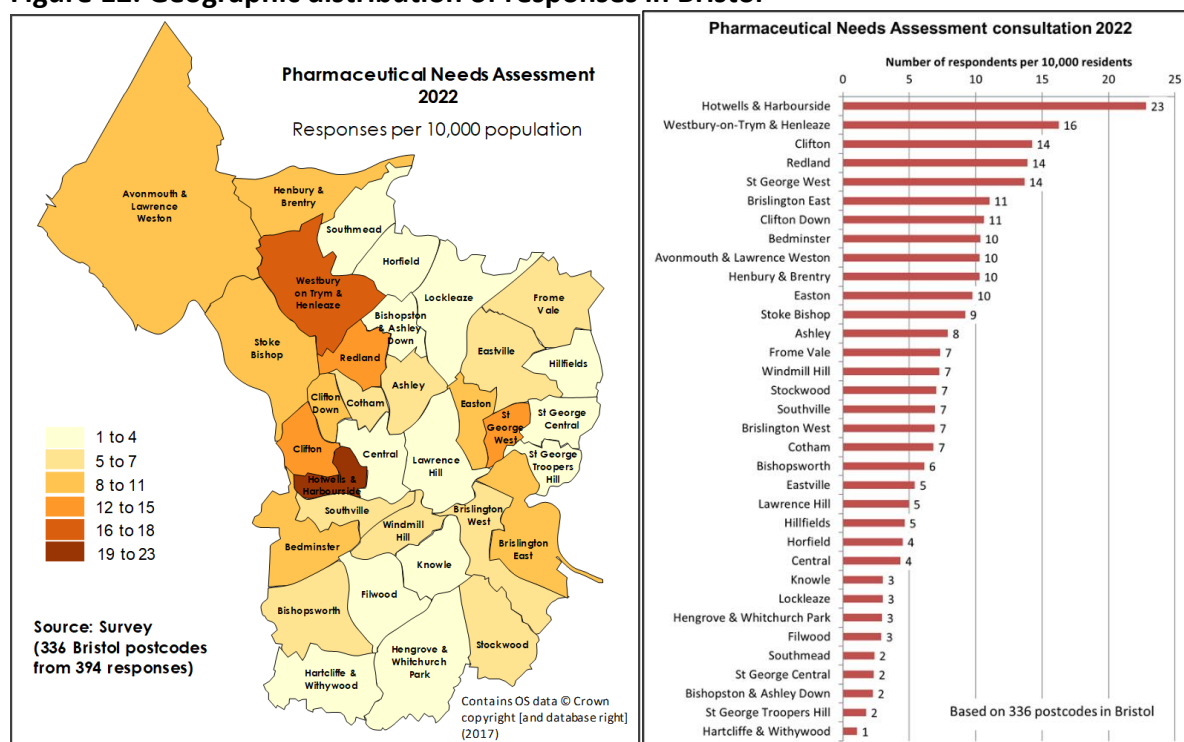 Figure 12: Geographic distribution of responses in Bristol
Pharmaceutical Needs Assessment
2022
Responses per 10,000 population
Avonmouth &
Lawrence
Weston
Henbury &
Brentry
Southmead
Horfield
Westbury
on Trym &
Henleaze
Lockleaze
Frome
Vale
Bishopston
& Ashley
Down
Stoke
Bishop
Redland
Eastville
Hillfields
Ashley
Clifton
Down
Cotham
Easton
St
George
West
St George
Central
Clifton
Central
Lawrence
Hill
St George
Troopers
Hill
Hotwells &
Harbourside
Southville
Windmill
Hill
Brislington
West
Brislington
East
Bedminster
Knowle
Filwood
Bishopsworth
Stockwood
Hengrove &
Whitchurch
Park
Hartcliffe &
Withywood
1 to 4
5 to 7
8 to 11
12 to 15
16 to 18
19 to 23
Source: Survey
(336 Bristol postcodes
from 394 responses)
Contains OS data © Crown
copyright [and database right]
(2017)
Pharmaceutical Needs Assessment consultation 2022
Number of respondents per 10,000 residents
0 5 10 15 20 25
Hotwells & Harbourside 23
Westbury-on-Trym & Henleaze 16
Clifton 14
Redland 14
St George West 14
Brislington East 11
Clifton Down 11
Bedminster 10
Avonmouth & Lawrence Weston 10
Henbury & Brentry 10
Easton 10
Stoke Bishop 9
Ashley 8
Frome Vale 7
Windmill Hill 7
Stockwood 7
Southville 7
Brislington West 7
Cotham 7
Bishopsworth 6
Eastville 5
Lawrence Hill 5
Hillfields 5
Horfield 4
Central 4
Knowle 3
Lockleaze 3
Hengrove & Whitchurch Park 3
Filwood 3
Southmead 2
St George Central 2
Bishopston & Ashley Down 2
St George Troopers Hill 2
Hartcliffe & Withywood 1
Based on 336 postcodes in Bristol